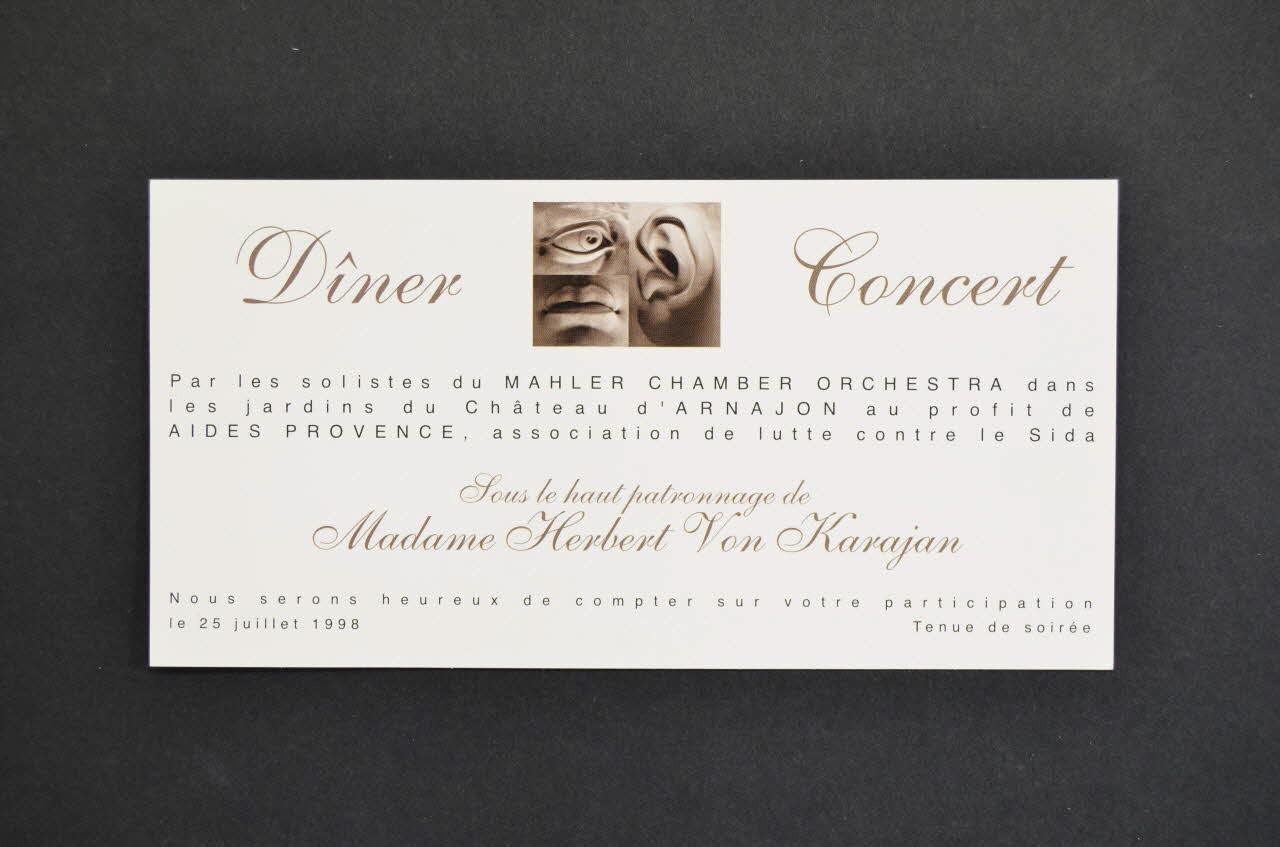 Dîner Concert
Par les solistes du MAHLER CHAMBER ORCHESTRA dans
les jardins du Château d'ARNAJON au profit de
AIDES PROVENCE, association de lutte contre le Sida
Sous le haut patronnage de
Madame Herbert Von Karajan
Nous serons heureux de compter sur votre participation
le 25 juillet 1998 Tenue de soirée